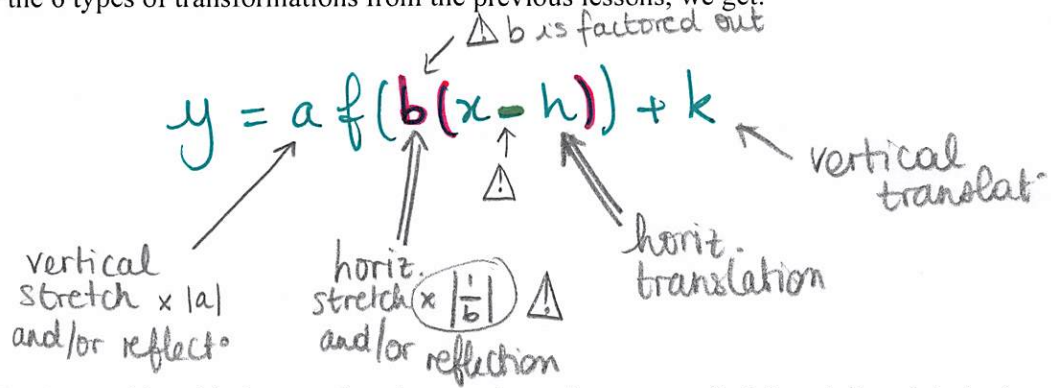 the 6 types of transformations from the previous lessons, we get:
⚠ b is factored out
y = a f(b(x - h)) + k
⚠
vertical
translat
vertical
stretch × |a|
and/or reflect
horiz.
stretch × |1/b| ⚠
and/or reflection
horiz.
translation